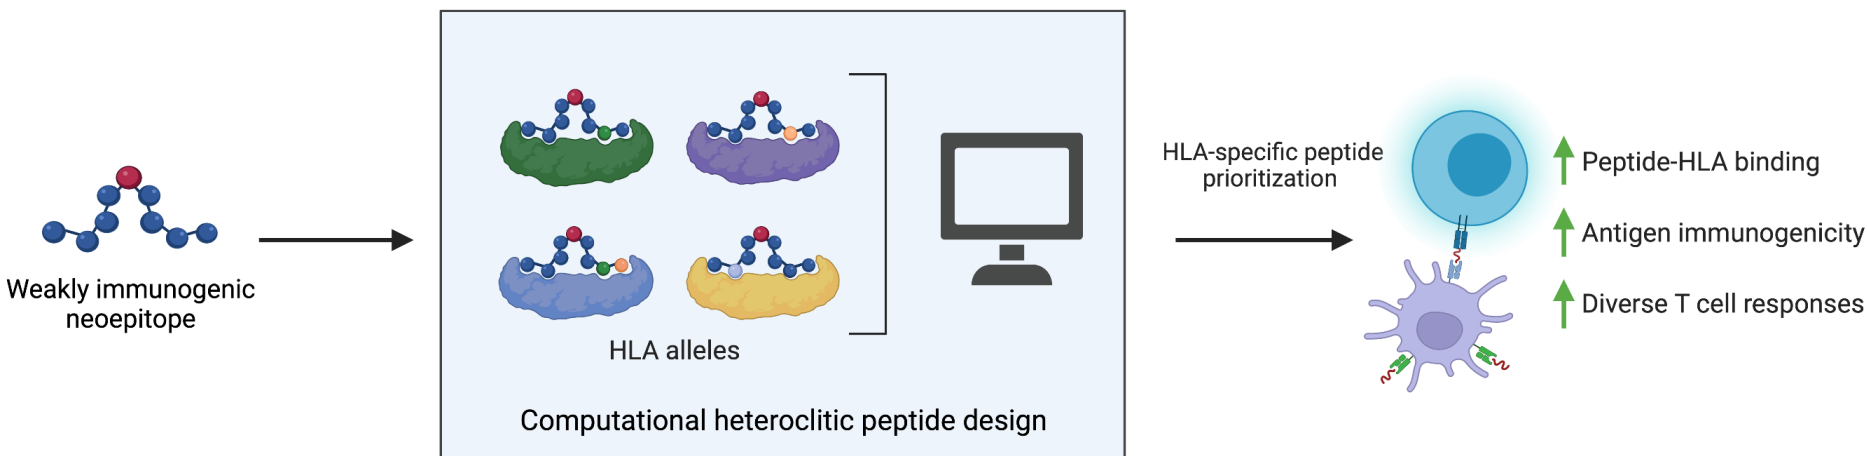 Weakly immunogenic
neoepitope
HLA alleles
Computational heteroclitic peptide design
HLA-specific peptide
prioritization
Peptide-HLA binding
Antigen immunogenicity
Diverse T cell responses